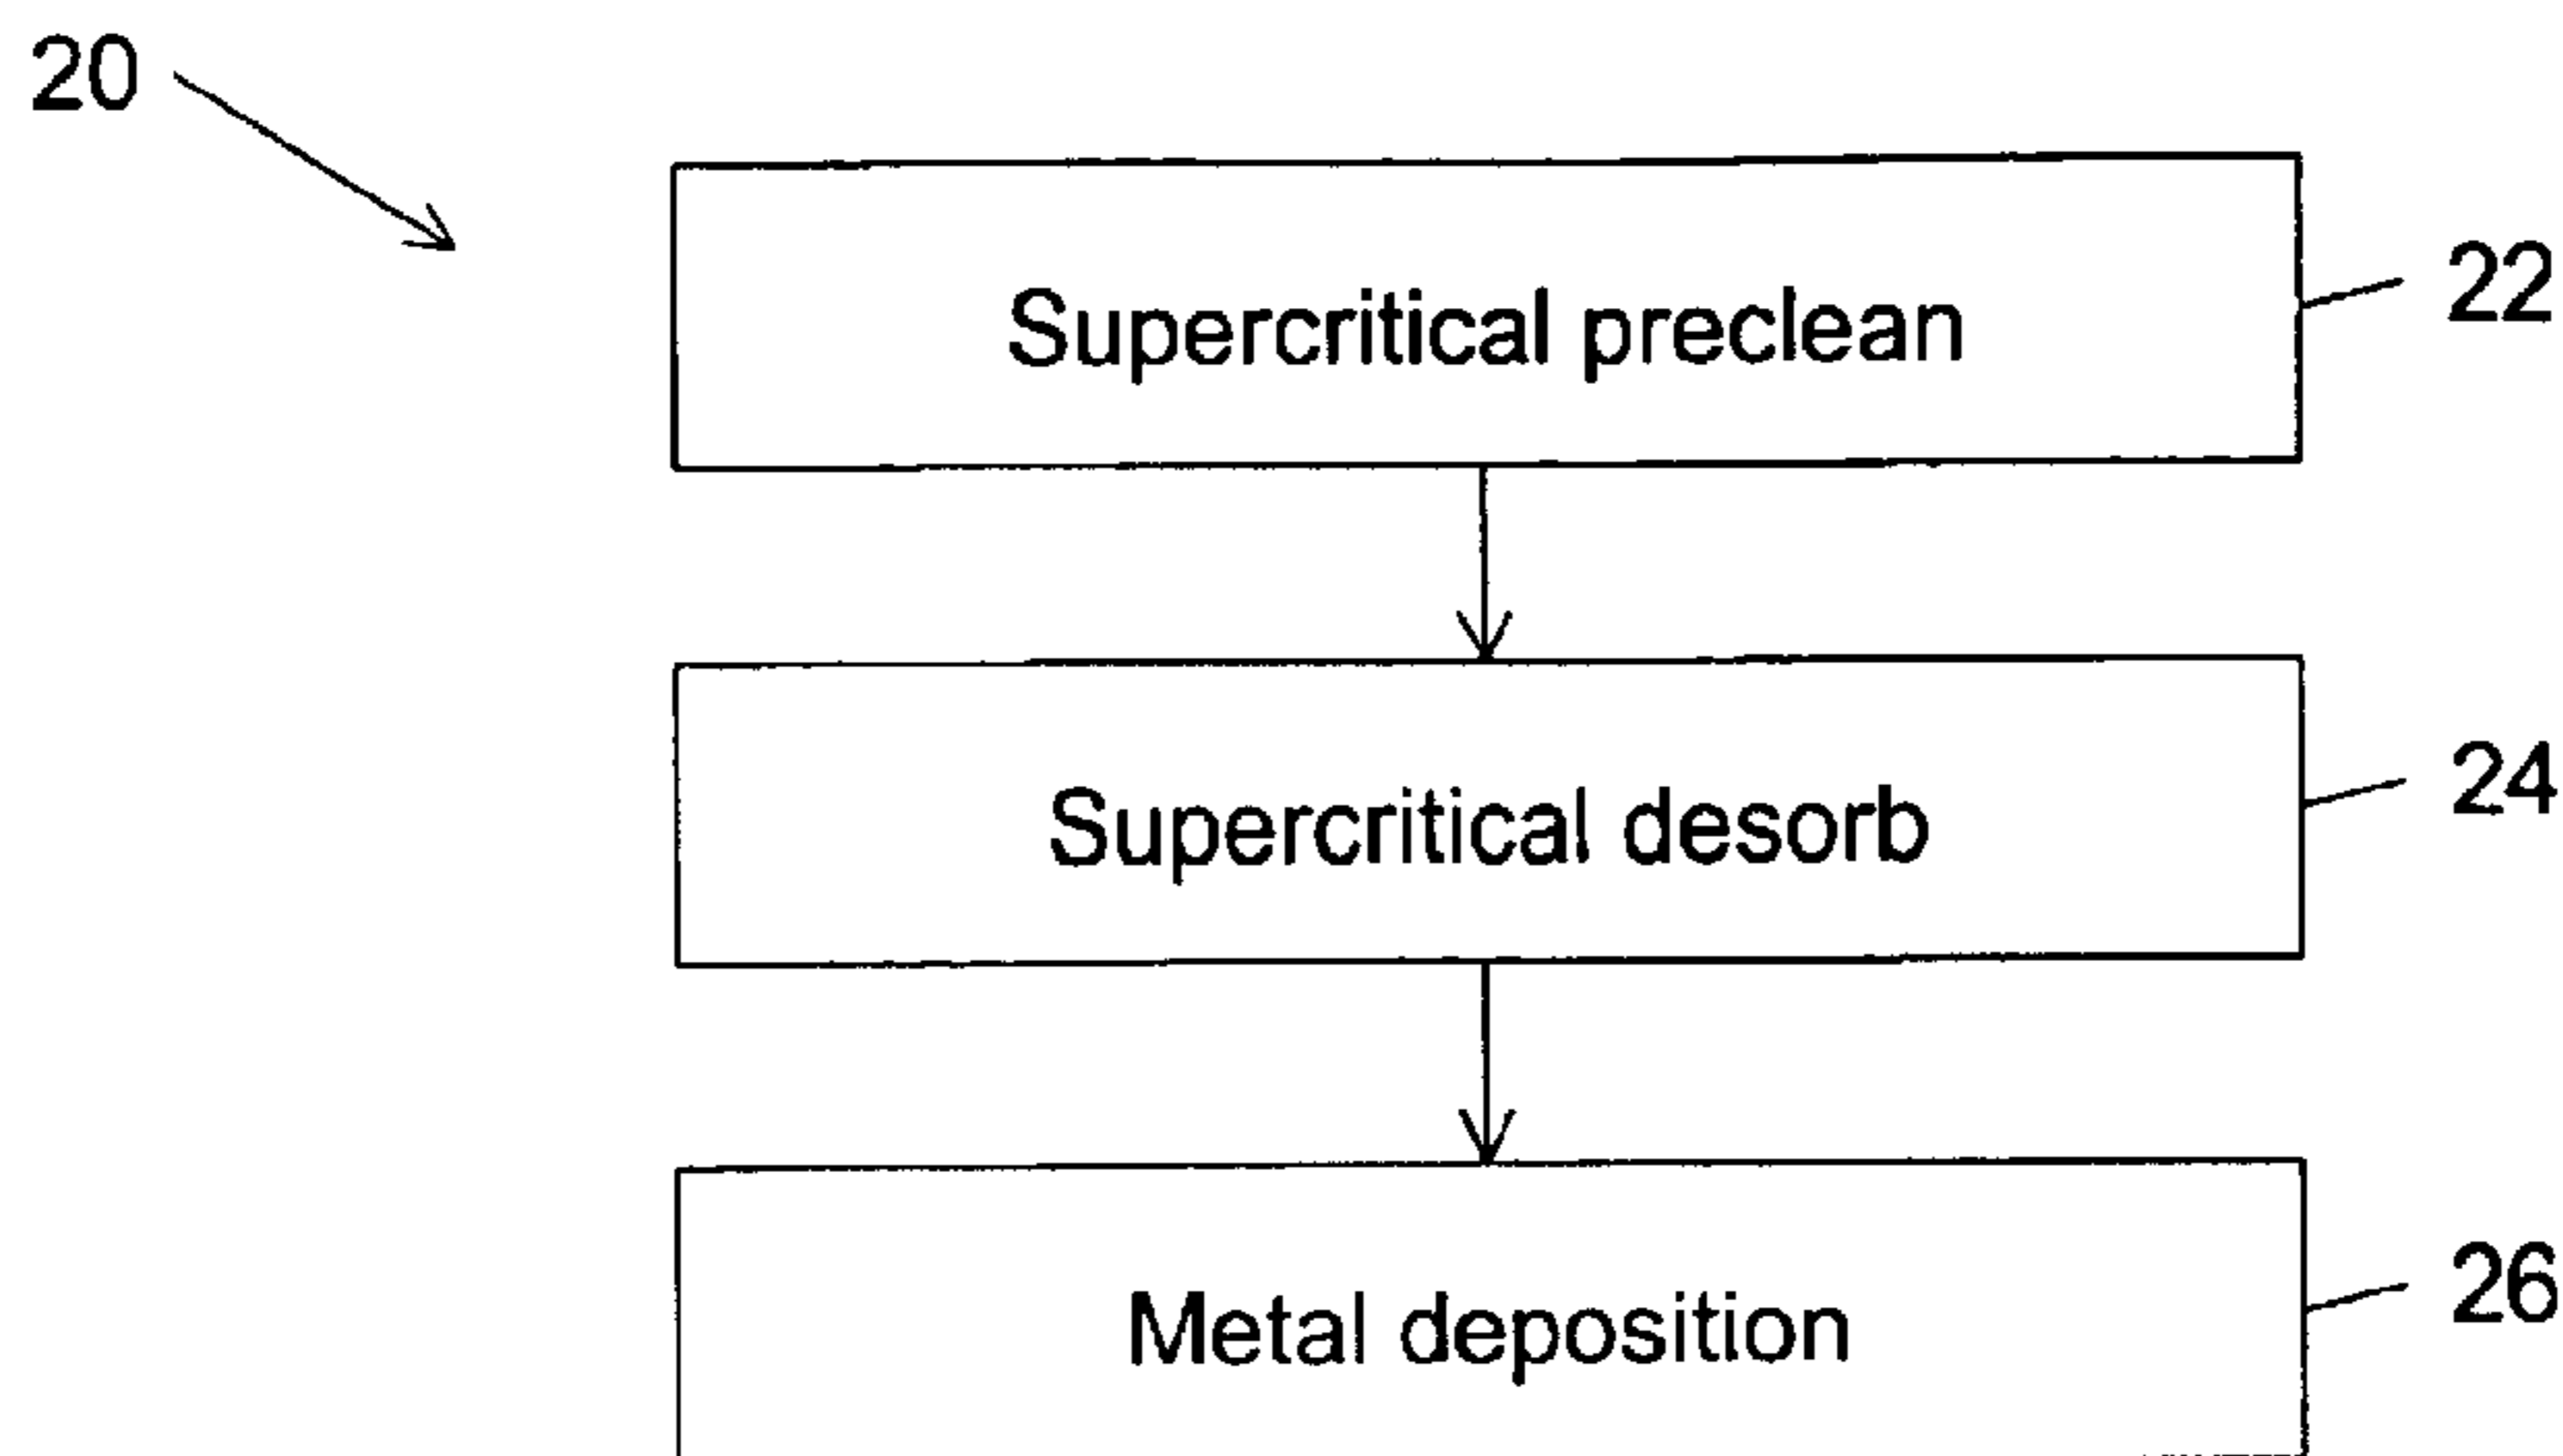 20
Supercritical preclean
22
Supercritical desorb
24
Metal deposition
26